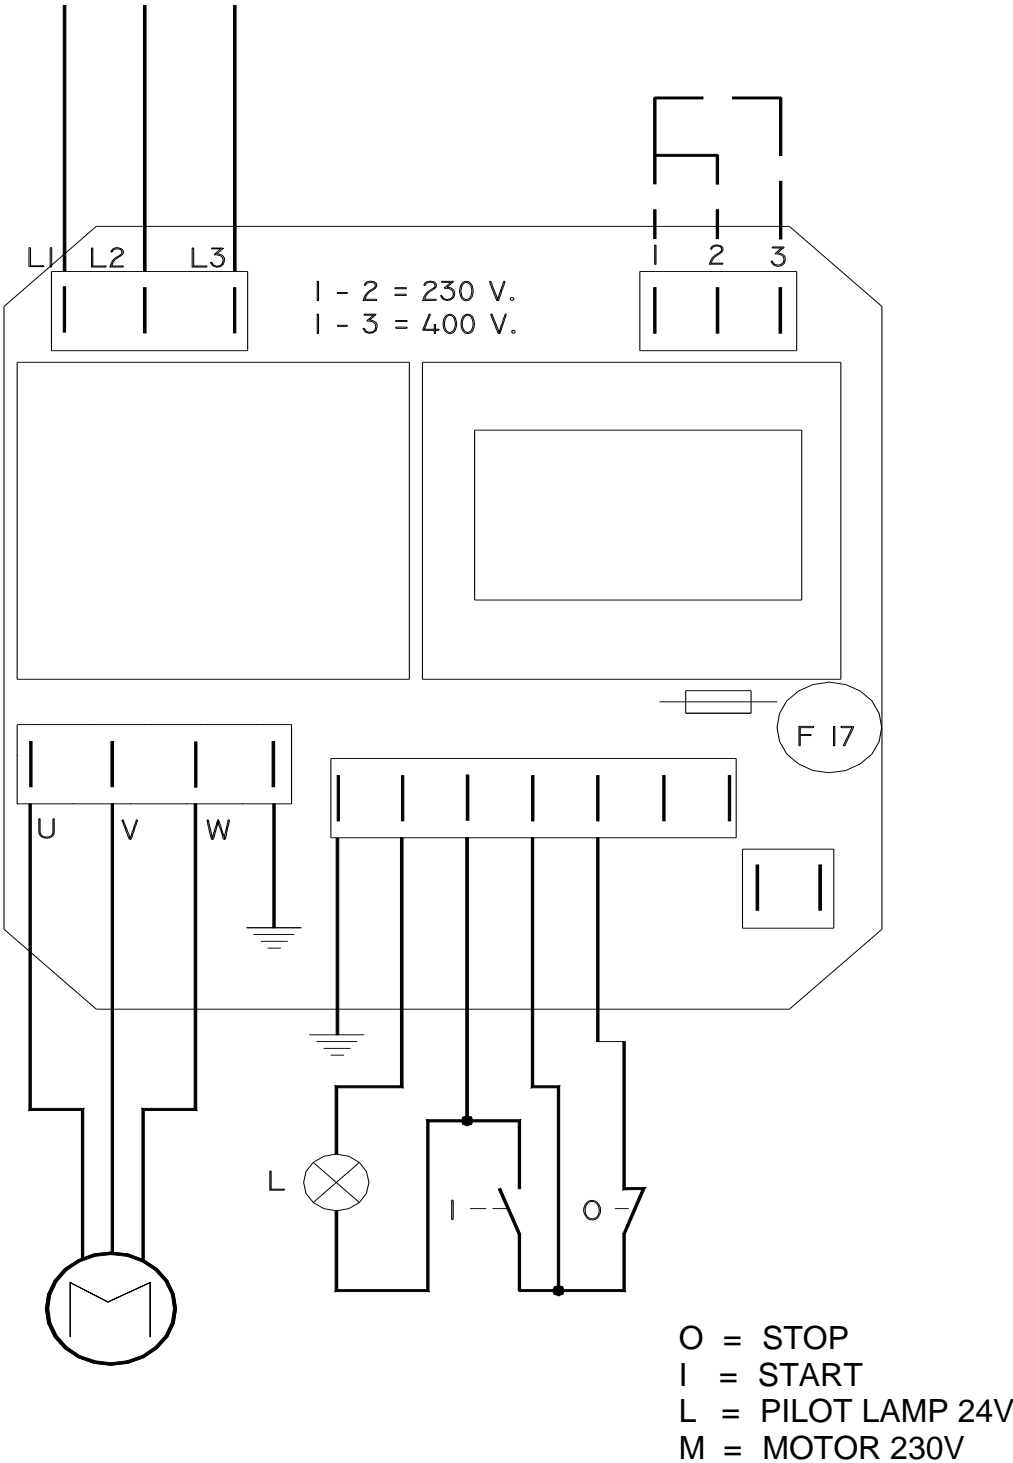 L1 L2 L3
1 2 3
1 - 2 = 230 V.
1 - 3 = 400 V.
F 17
U V W
L
I
O
M
O = STOP
I = START
L = PILOT LAMP 24V
M = MOTOR 230V